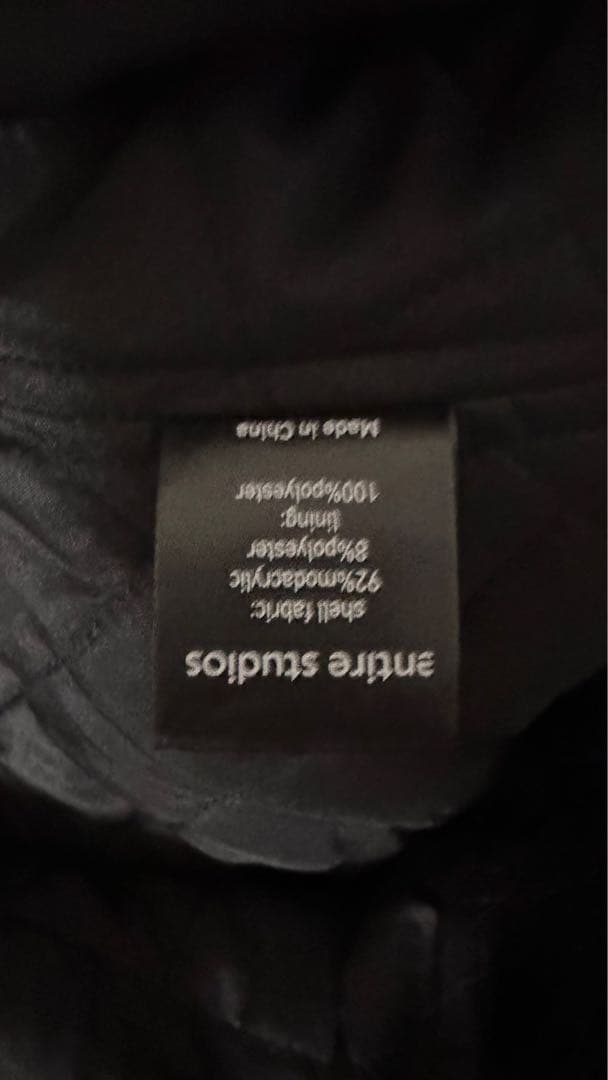 entire studios
shell fabric:
92%modacrylic
8%polyester
lining:
100%polyester
Made in China